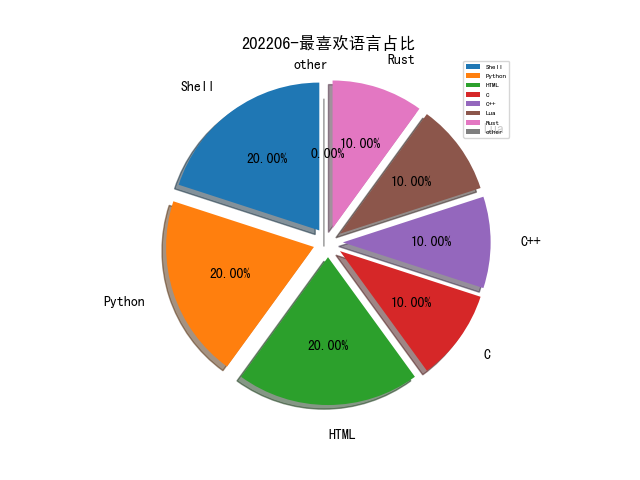 202206-最喜欢语言占比
other
Rust
Shell
Python
HTML
C
C++
Lua
20.00%
20.00%
20.00%
10.00%
10.00%
10.00%
10.00%
0.00%
Shell
Python
HTML
C
C++
Lua
Rust
other